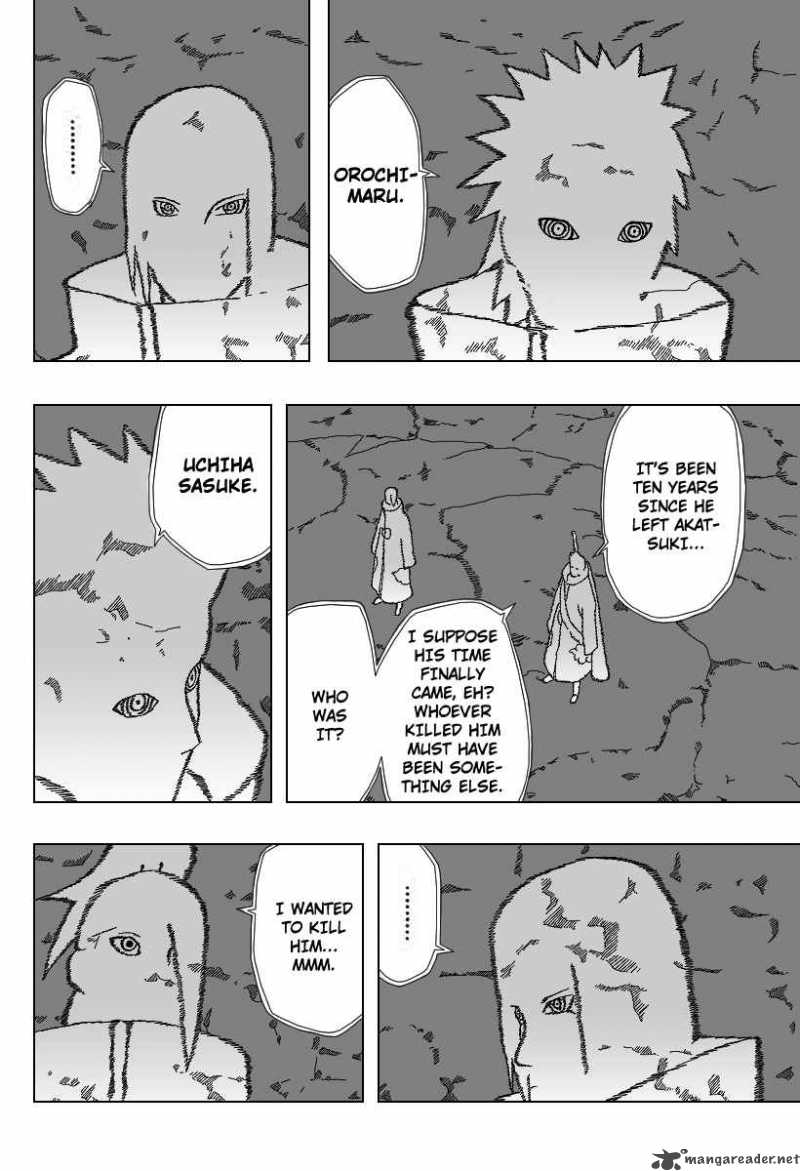 OROCHI-
MARU.
.........
IT'S BEEN
TEN YEARS
SINCE HE
LEFT AKAT-
SUKI...
I SUPPOSE
HIS TIME
FINALLY
CAME, EH?
WHOEVER
KILLED HIM
MUST HAVE
BEEN SOME-
THING ELSE.
WHO
WAS
IT?
UCHIHA
SASUKE.
........
I WANTED
TO KILL
HIM...
MMM.
mangareader.net